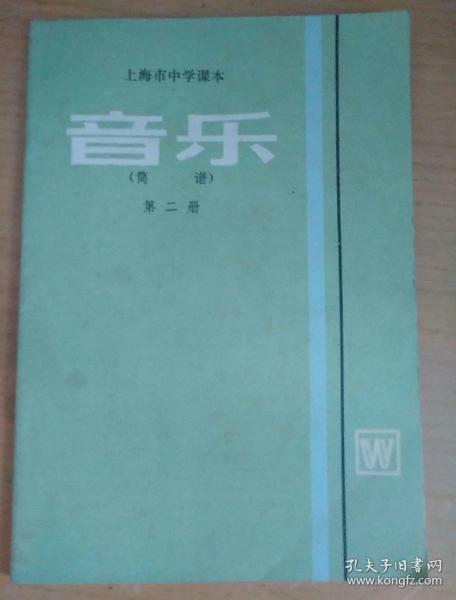 上海市中学课本
音乐
(简 谱)
第二册
W
孔夫子旧书网
www.kongfz.com